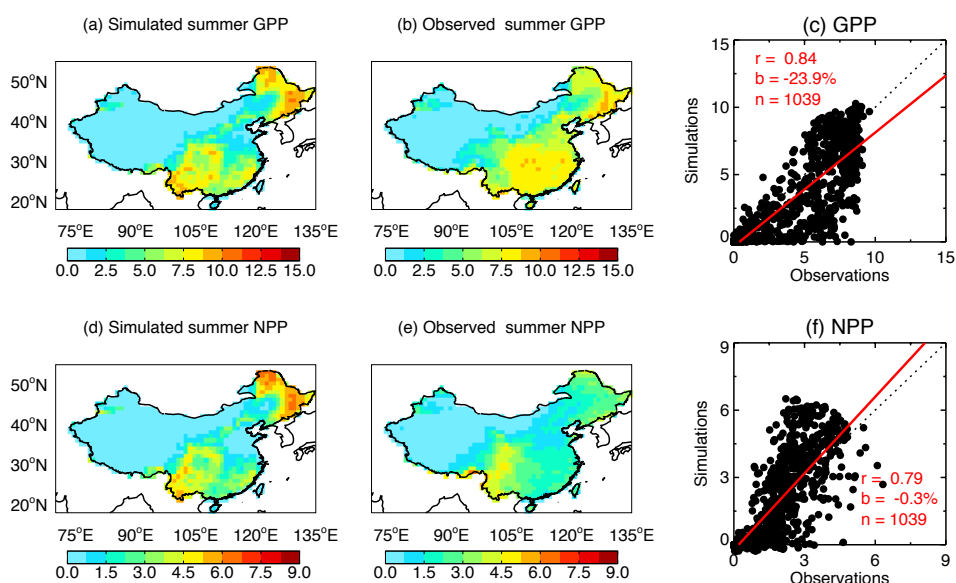 (a) Simulated summer GPP
(b) Observed  summer GPP
(c) GPP
50°N
40°N
30°N
20°N
75°E 90°E 105°E 120°E 135°E
75°E 90°E 105°E 120°E 135°E
0.0 2.5 5.0 7.5 10.0 12.5 15.0
0.0 2.5 5.0 7.5 10.0 12.5 15.0
15
10
5
0
Simulations
r = 0.84
b = -23.9%
n = 1039
0 5 10 15
Observations
(d) Simulated summer NPP
(e) Observed  summer NPP
(f) NPP
50°N
40°N
30°N
20°N
75°E 90°E 105°E 120°E 135°E
75°E 90°E 105°E 120°E 135°E
0.0 1.5 3.0 4.5 6.0 7.5 9.0
0.0 1.5 3.0 4.5 6.0 7.5 9.0
9
6
3
0
Simulations
r = 0.79
b = -0.3%
n = 1039
0 3 6 9
Observations